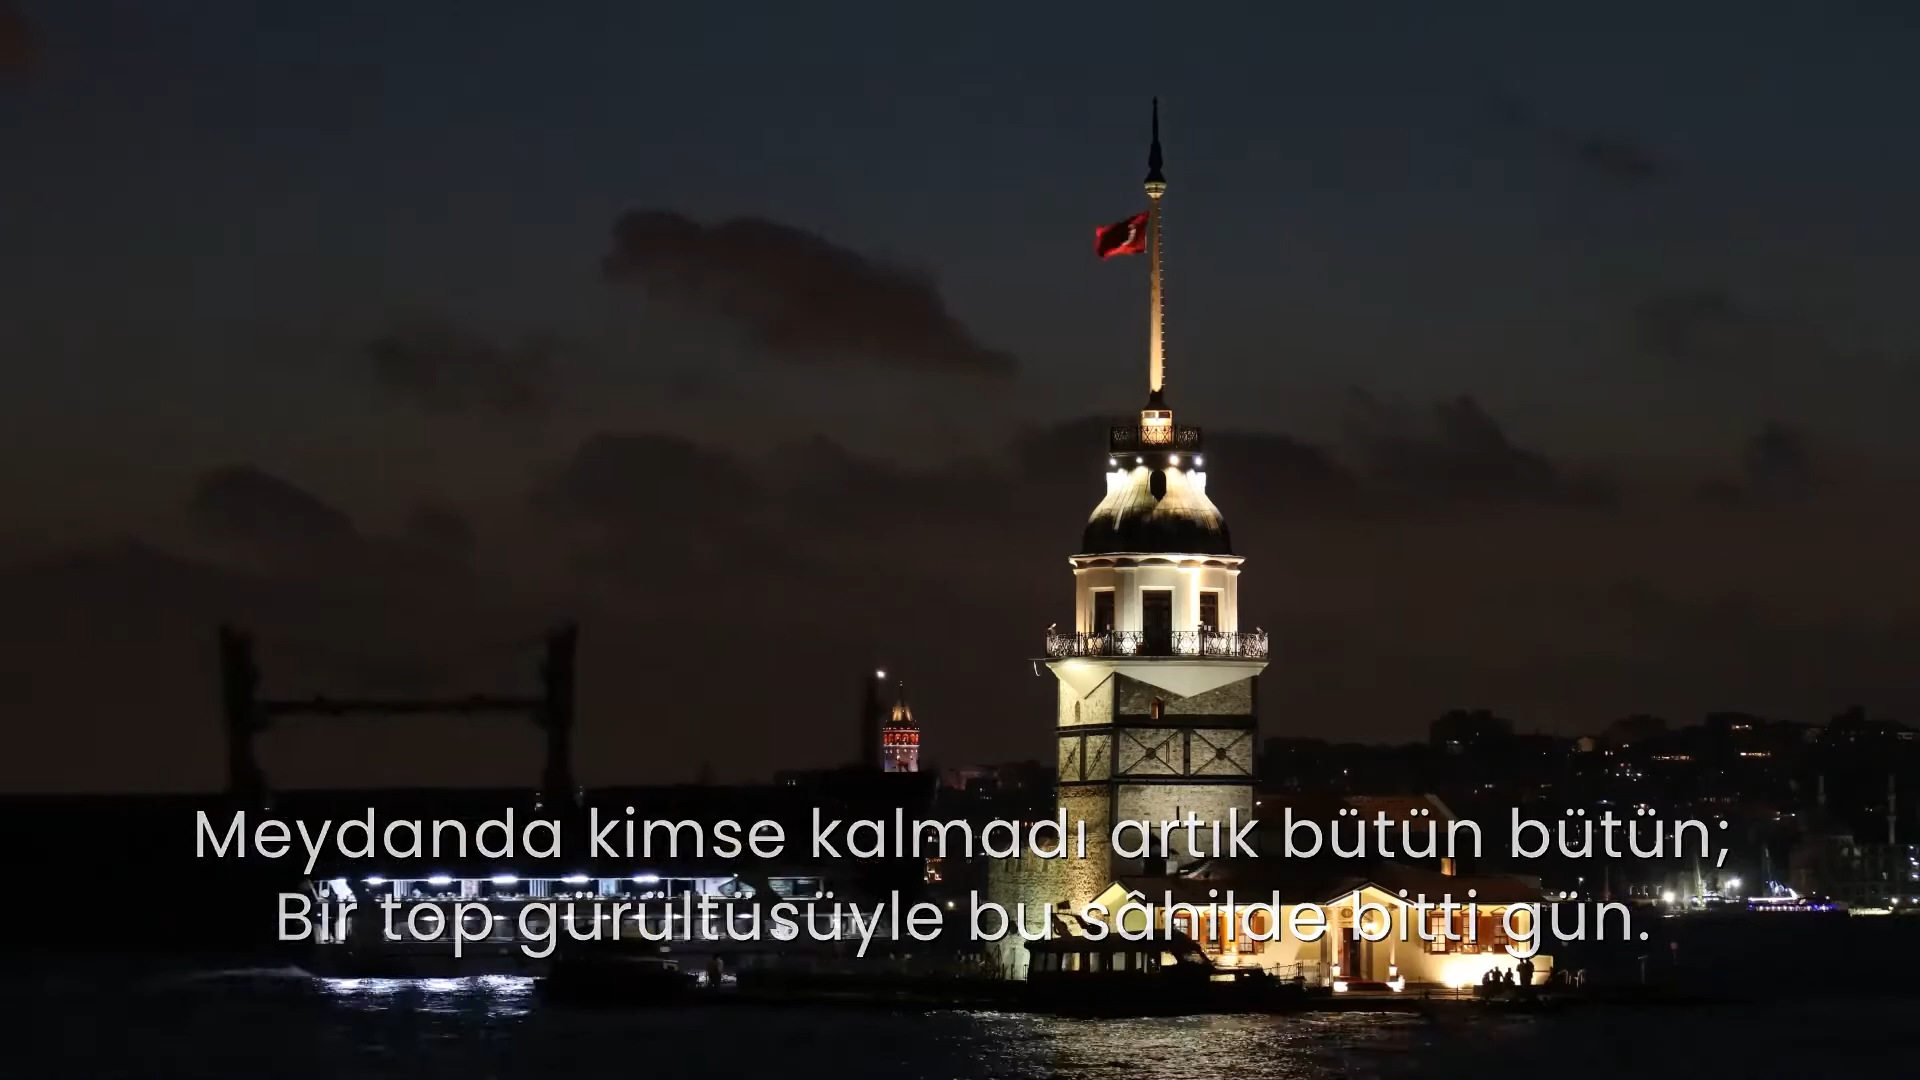 Meydanda kimse kalmadı artık bütün bütün;
Bir top gürültüsüyle bu sâhilde bitti gün.